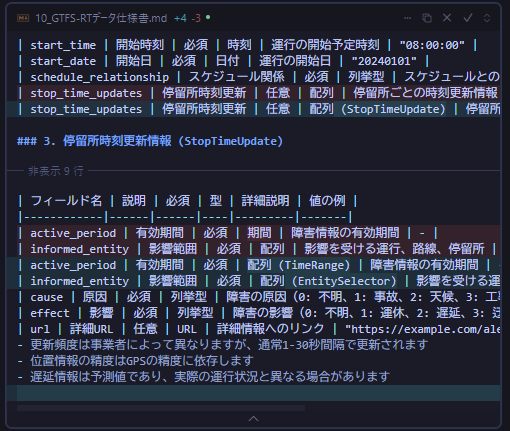 10_GTFS-RTデータ仕様書.md +4 -3
| start_time | 開始時刻 | 必須 | 時刻 | 運行の開始予定時刻 | "08:00:00" |
| start_date | 開始日 | 必須 | 日付 | 運行の開始日 | "20240101" |
| schedule_relationship | スケジュール関係 | 必須 | 列挙型 | スケジュールとの
| stop_time_updates | 停留所時刻更新 | 任意 | 配列 | 停留所ごとの時刻更新情報
| stop_time_updates | 停留所時刻更新 | 任意 | 配列 (StopTimeUpdate) | 停留所
### 3. 停留所時刻更新情報 (StopTimeUpdate)
非表示 9 行
| フィールド名 | 説明 | 必須 | 型 | 詳細説明 | 値の例 |
|------------|------|------|----|---------|--------|
| active_period | 有効期間 | 必須 | 期間 | 障害情報の有効期間 | - |
| informed_entity | 影響範囲 | 必須 | 配列 | 影響を受ける運行、路線、停留所 |
| active_period | 有効期間 | 必須 | 配列 (TimeRange) | 障害情報の有効期間 |
| informed_entity | 影響範囲 | 必須 | 配列 (EntitySelector) | 影響を受ける運
| cause | 原因 | 必須 | 列挙型 | 障害の原因（0: 不明、1: 事故、2: 天候、3: 工
| effect | 影響 | 必須 | 列挙型 | 障害の影響（0: 不明、1: 運休、2: 遅延、3: 迂
| url | 詳細URL | 任意 | URL | 詳細情報へのリンク | "https://example.com/ale
- 更新頻度は事業者によって異なりますが、通常1-30秒間隔で更新されます
- 位置情報の精度はGPSの精度に依存します
- 遅延情報は予測値であり、実際の運行状況と異なる場合があります